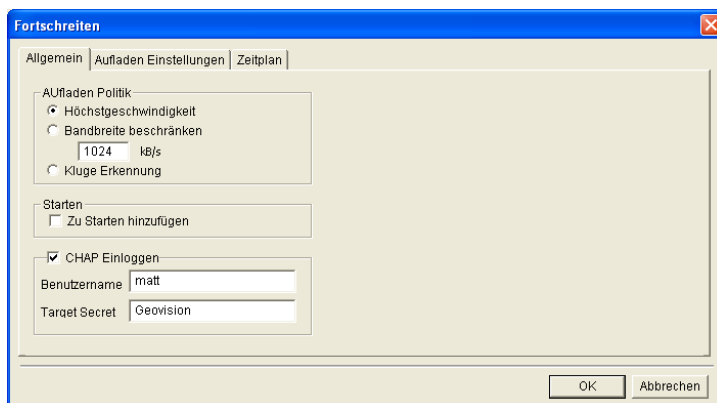 Fortschreiten
Allgemein Aufladen Einstellungen Zeitplan
AUfladen Politik
Höchstgeschwindigkeit
Bandbreite beschränken
1024 kB/s
Kluge Erkennung
Starten
Zu Starten hinzufügen
CHAP Einloggen
Benutzername matt
Target Secret Geovision
OK Abbrechen